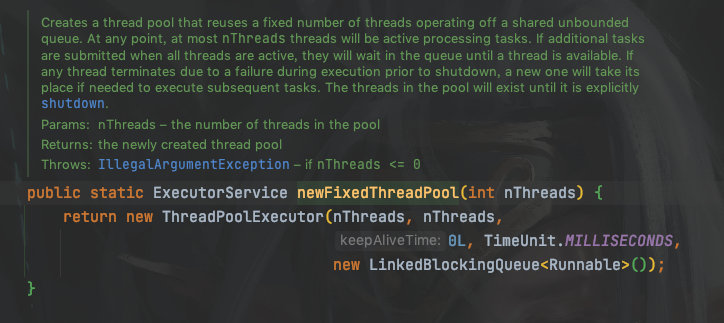 Creates a thread pool that reuses a fixed number of threads operating off a shared unbounded
queue. At any point, at most nThreads threads will be active processing tasks. If additional tasks
are submitted when all threads are active, they will wait in the queue until a thread is available. If
any thread terminates due to a failure during execution prior to shutdown, a new one will take its
place if needed to execute subsequent tasks. The threads in the pool will exist until it is explicitly
shutdown.
Params: nThreads – the number of threads in the pool
Returns: the newly created thread pool
Throws: IllegalArgumentException – if nThreads <= 0
public static ExecutorService newFixedThreadPool(int nThreads) {
return new ThreadPoolExecutor(nThreads, nThreads,
keepAliveTime: 0L, TimeUnit.MILLISECONDS,
new LinkedBlockingQueue<Runnable>());
}